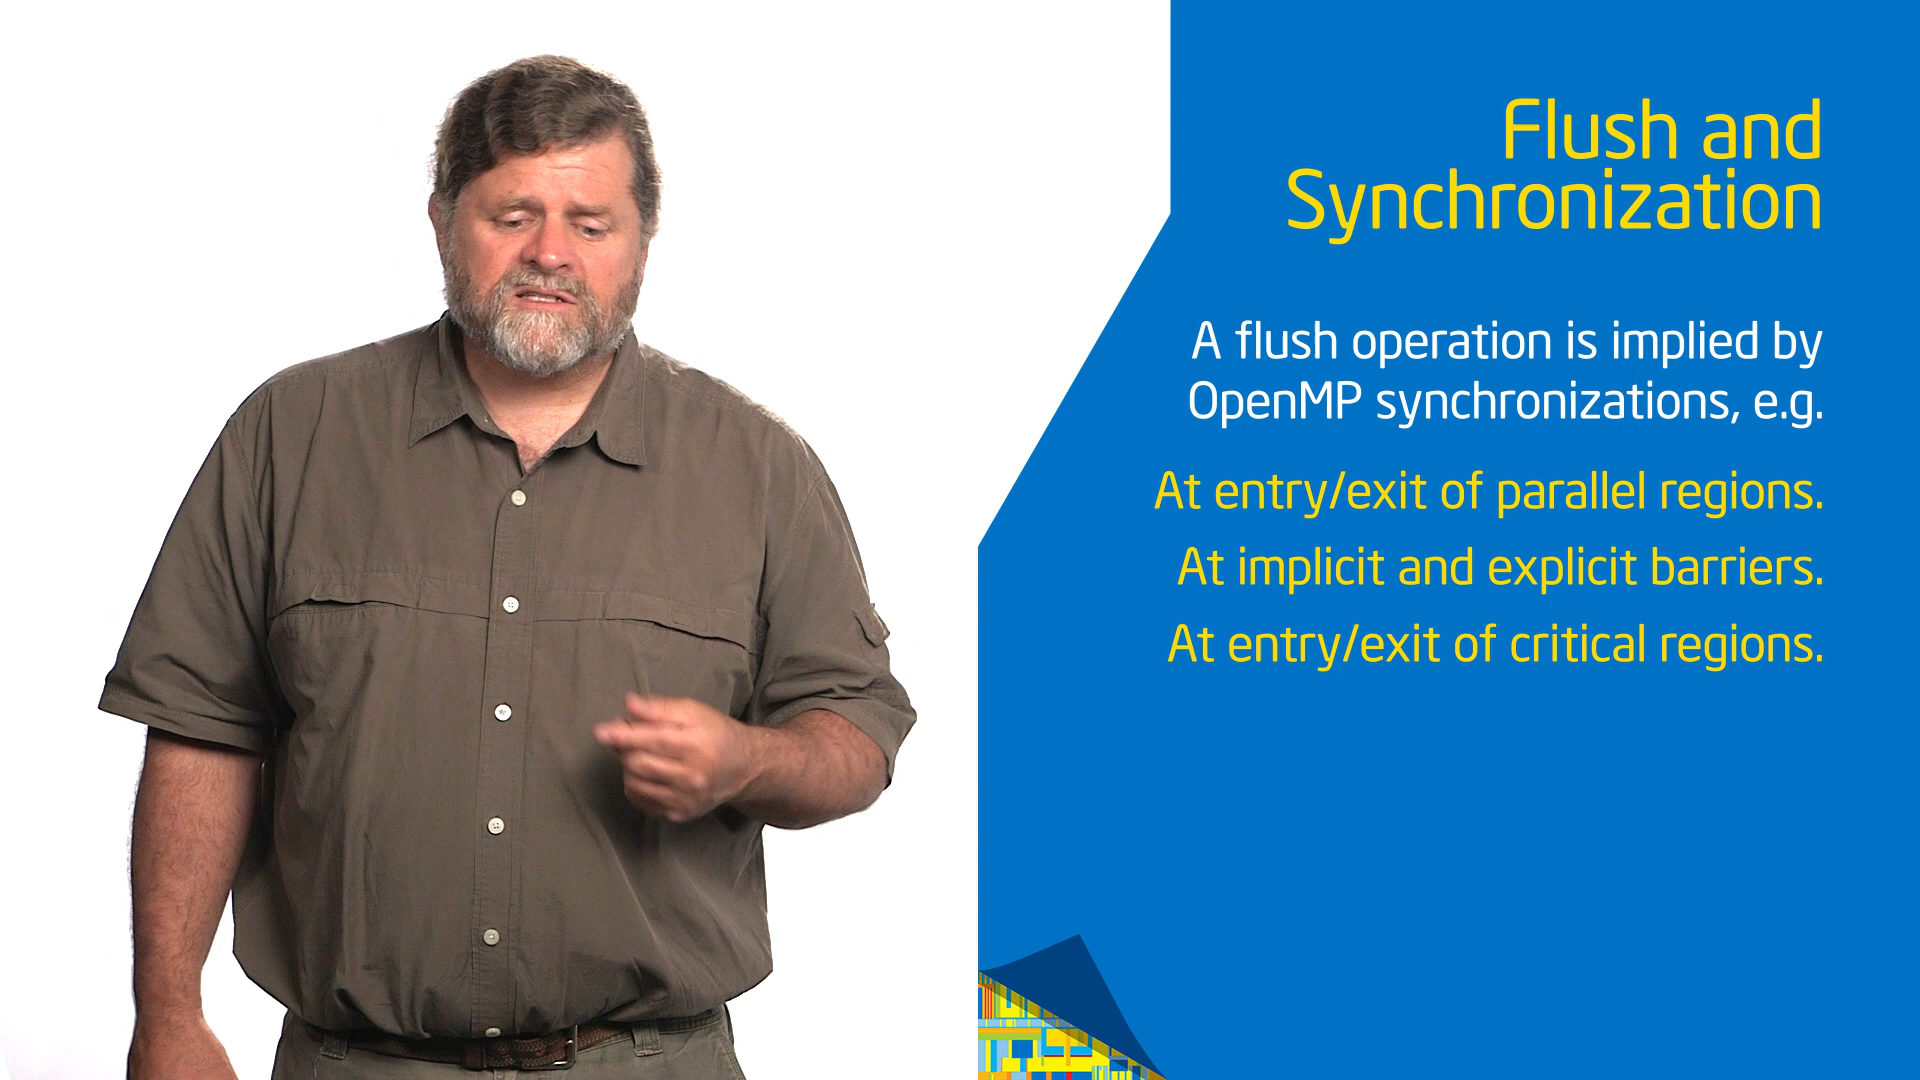 Flush and
Synchronization
A flush operation is implied by
OpenMP synchronizations, e.g.
At entry/exit of parallel regions.
At implicit and explicit barriers.
At entry/exit of critical regions.